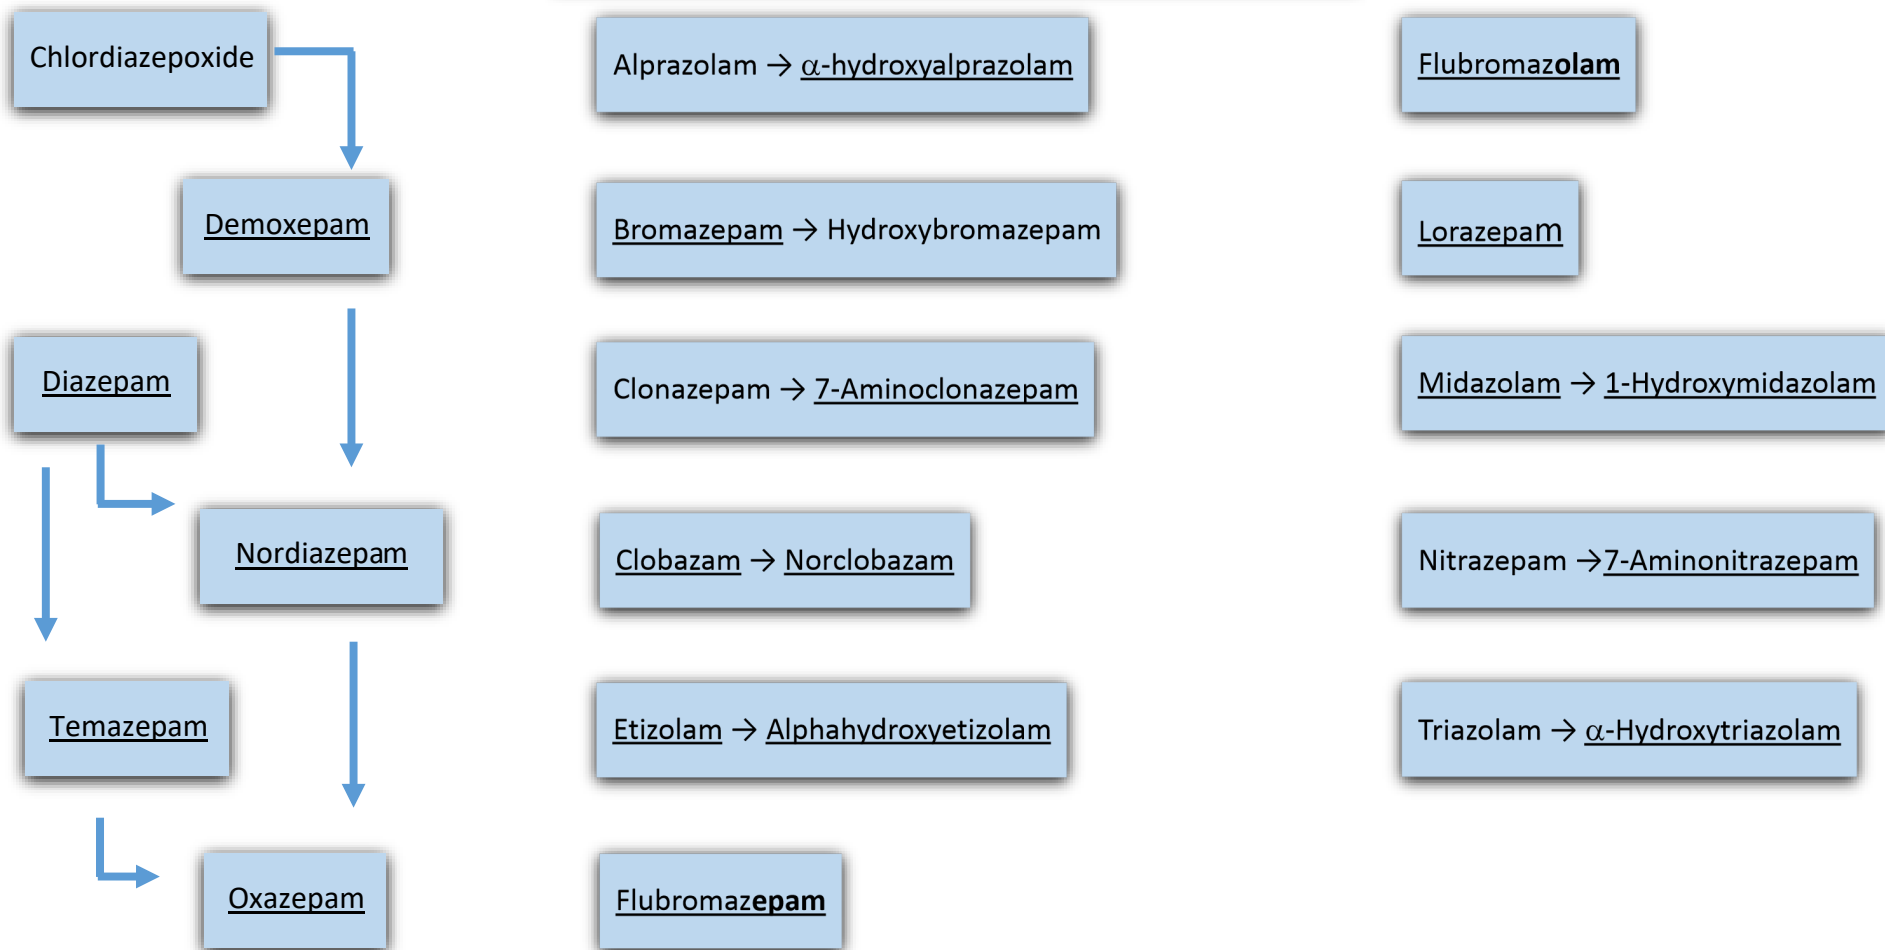 Chlordiazepoxide
Demoxepam
Diazepam
Nordiazepam
Temazepam
Oxazepam
Alprazolam → α-hydroxyalprazolam
Bromazepam → Hydroxybromazepam
Clonazepam → 7-Aminoclonazepam
Clobazam → Norclobazam
Etizolam → Alphahydroxyetizolam
Flubromazepam
Flubromazolam
Lorazepam
Midazolam → 1-Hydroxymidazolam
Nitrazepam →7-Aminonitrazepam
Triazolam → α-Hydroxytriazolam